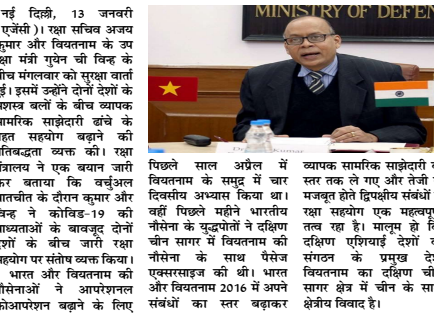 नई दिल्ली, 13 जनवरी
एजेंसी)। रक्षा सचिव अजय
कुमार और वियतनाम के उप
रक्षा मंत्री गुयेन ची विन्ह के
बीच मंगलवार को सुरक्षा वार्ता
हुई। इसमें उन्होंने दोनों देशों के
सशस्त्र बलों के बीच व्यापक
सामरिक साझेदारी ढांचे के
तहत सहयोग बढ़ाने की
प्रतिबद्धता व्यक्त की। रक्षा
मंत्रालय ने एक बयान जारी
कर बताया कि वर्चुअल
बातचीत के दौरान कुमार और
विन्ह ने कोविड-19 की
बाध्यताओं के बावजूद दोनों
देशों के बीच जारी रक्षा
सहयोग पर संतोष व्यक्त किया।
भारत और वियतनाम की
नौसेनाओं ने आपरेशनल
कोआपरेशन बढ़ाने के लिए
MINISTRY OF DEFEN
पिछले साल अप्रैल में
वियतनाम के समुद्र में चार
दिवसीय अभ्यास किया था।
वहीं पिछले महीने भारतीय
नौसेना के युद्धपोतों ने दक्षिण
चीन सागर में वियतनाम की
नौसेना के साथ पैसेज
एक्सरसाइज की थी। भारत
और वियतनाम 2016 में अपने
संबंधों का स्तर बढ़ाकर
व्यापक सामरिक साझेदारी
स्तर तक ले गए और तेजी
मजबूत होते द्विपक्षीय संबंधों
रक्षा सहयोग एक महत्वपू
तत्व रहा है। मालूम हो कि
दक्षिण एशियाई देशों
संगठन के प्रमुख दे
वियतनाम का दक्षिण ची
सागर क्षेत्र में चीन के सा
क्षेत्रीय विवाद है।